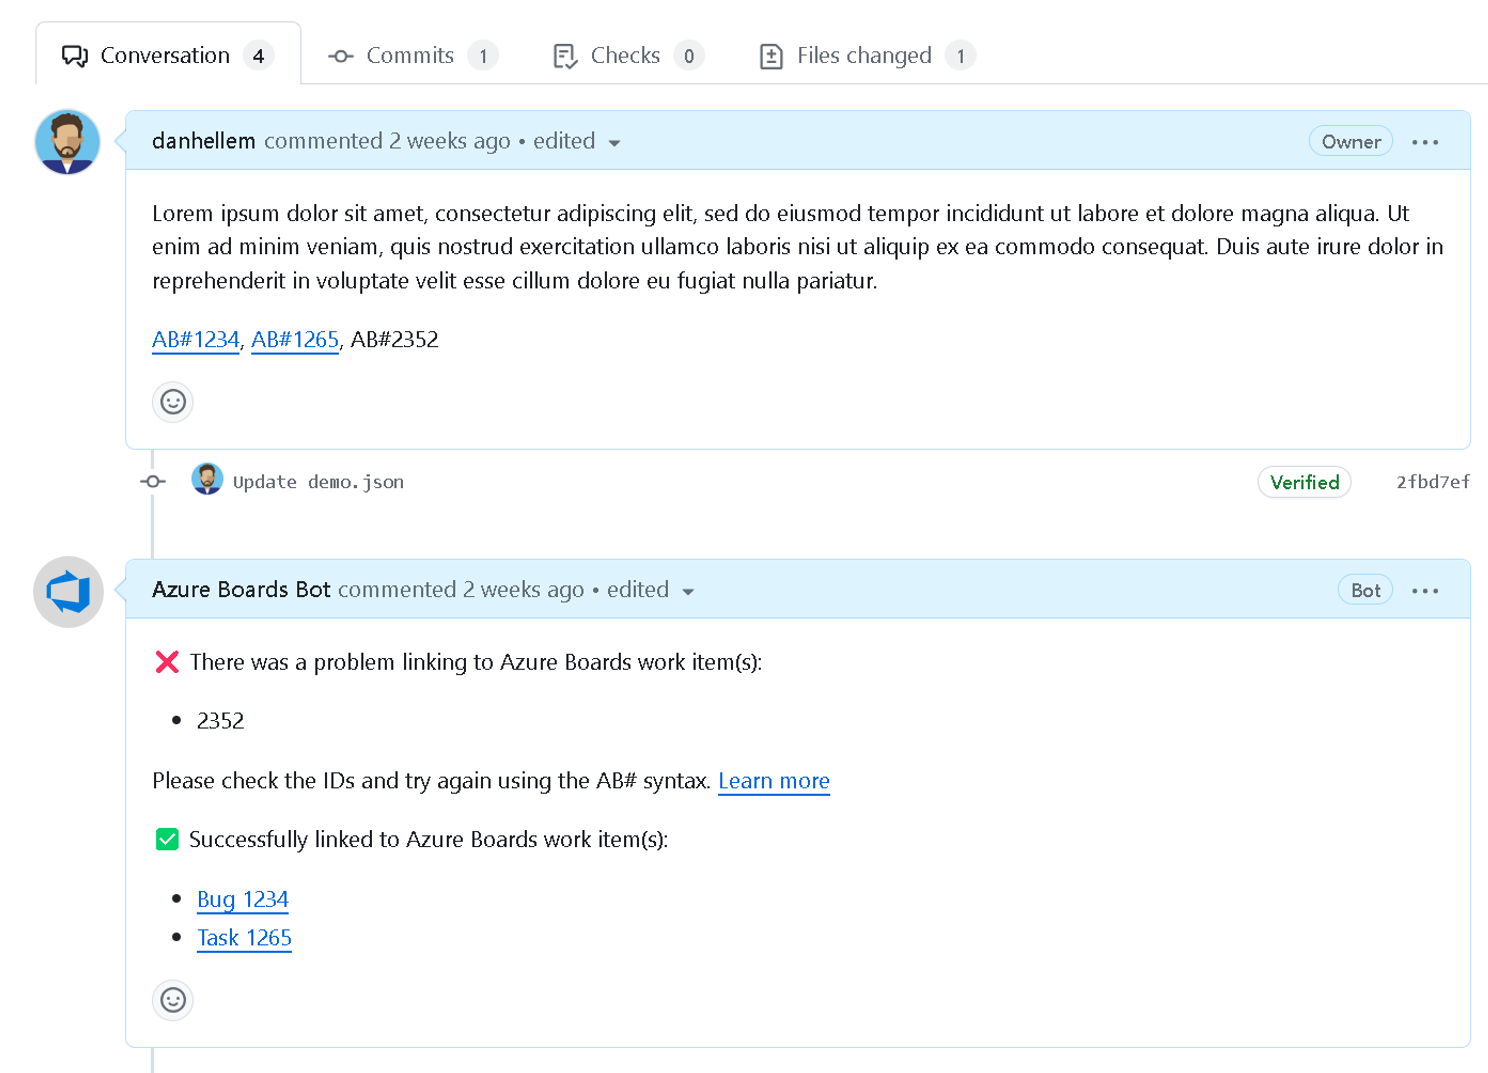 Conversation 4 Commits 1 Checks 0 Files changed 1
danhellem commented 2 weeks ago • edited Owner
Lorem ipsum dolor sit amet, consectetur adipiscing elit, sed do eiusmod tempor incididunt ut labore et dolore magna aliqua. Ut
enim ad minim veniam, quis nostrud exercitation ullamco laboris nisi ut aliquip ex ea commodo consequat. Duis aute irure dolor in
reprehenderit in voluptate velit esse cillum dolore eu fugiat nulla pariatur.
AB#1234, AB#1265, AB#2352
Update demo.json Verified 2fbd7ef
Azure Boards Bot commented 2 weeks ago • edited Bot
There was a problem linking to Azure Boards work item(s):
• 2352
Please check the IDs and try again using the AB# syntax. Learn more
Successfully linked to Azure Boards work item(s):
• Bug 1234
• Task 1265